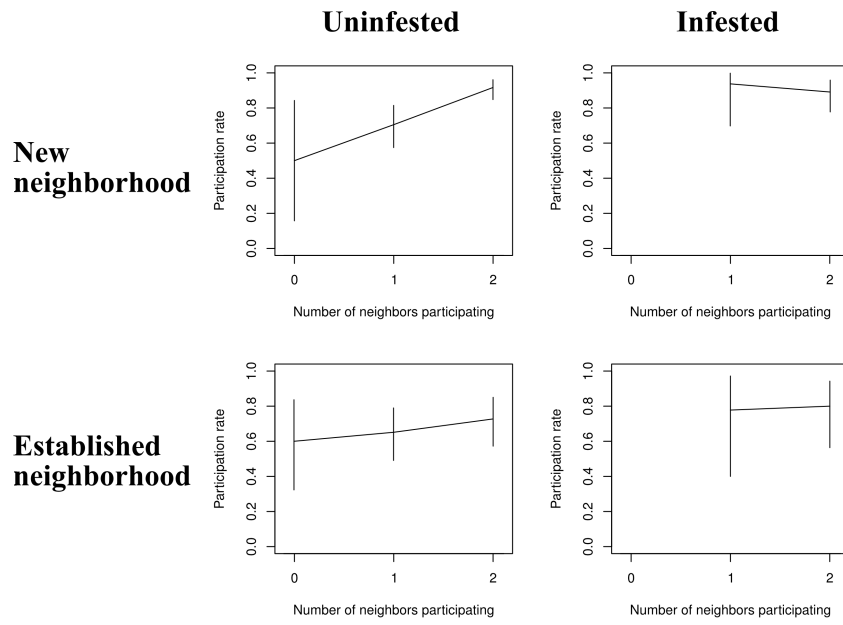 Uninfested
Infested
New
neighborhood
Participation rate
0.0 0.2 0.4 0.6 0.8 1.0
0 1 2
Number of neighbors participating
Participation rate
0.0 0.2 0.4 0.6 0.8 1.0
0 1 2
Number of neighbors participating
Established
neighborhood
Participation rate
0.0 0.2 0.4 0.6 0.8 1.0
0 1 2
Number of neighbors participating
Participation rate
0.0 0.2 0.4 0.6 0.8 1.0
0 1 2
Number of neighbors participating